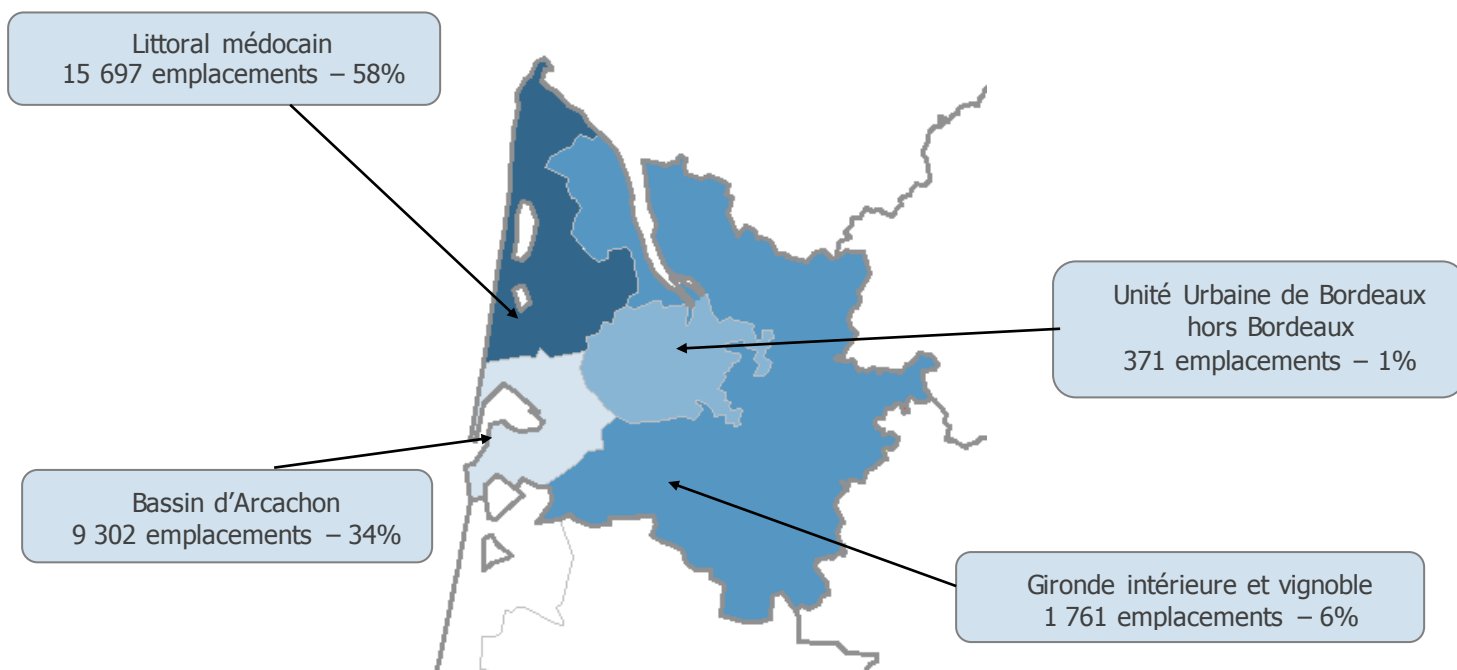 Littoral médocain
15 697 emplacements – 58%
Unité Urbaine de Bordeaux
hors Bordeaux
371 emplacements – 1%
Bassin d’Arcachon
9 302 emplacements – 34%
Gironde intérieure et vignoble
1 761 emplacements – 6%